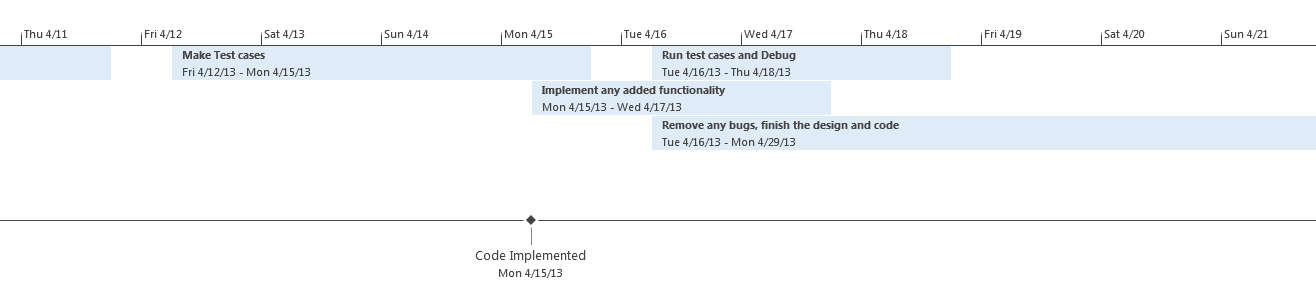 Thu 4/11 Fri 4/12 Sat 4/13 Sun 4/14 Mon 4/15 Tue 4/16 Wed 4/17 Thu 4/18 Fri 4/19 Sat 4/20 Sun 4/21
Make Test cases
Fri 4/12/13 - Mon 4/15/13
Run test cases and Debug
Tue 4/16/13 - Thu 4/18/13
Implement any added functionality
Mon 4/15/13 - Wed 4/17/13
Remove any bugs, finish the design and code
Tue 4/16/13 - Mon 4/29/13
Code Implemented
Mon 4/15/13